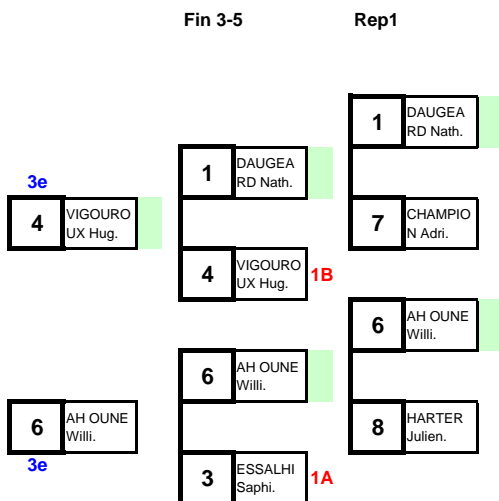 Fin 3-5 Rep1
1 DAUGEA
RD Nath.
1 DAUGEA
RD Nath.
3e
4 VIGOURO
UX Hug.
7 CHAMPIO
N Adri.
4 VIGOURO
UX Hug. 1B
6 AH OUNE
Willi.
6 AH OUNE
Willi.
6 AH OUNE
Willi.
3e
8 HARTER
Julien.
3 ESSALHI
Saphi. 1A